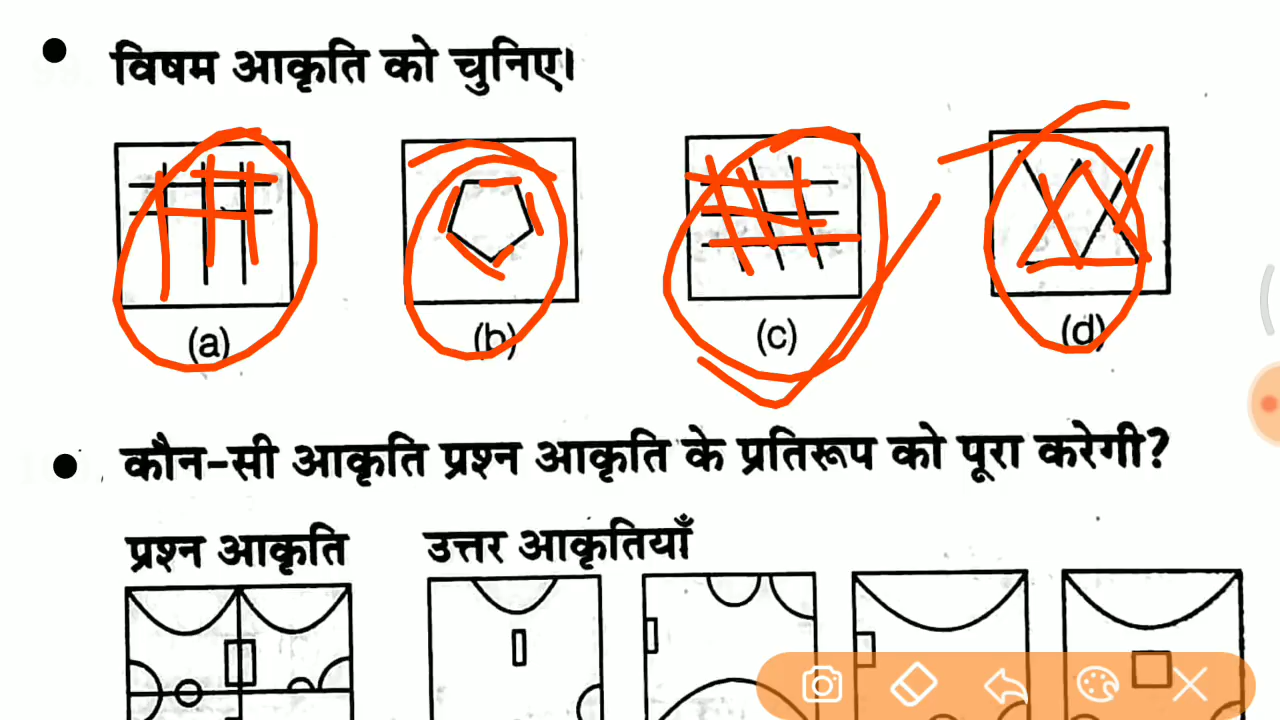 विषम आकृति को चुनिए।
(a) (b) (c) (d)
कौन-सी आकृति प्रश्न आकृति के प्रतिरूप को पूरा करेगी?
प्रश्न आकृति उत्तर आकृतियाँ